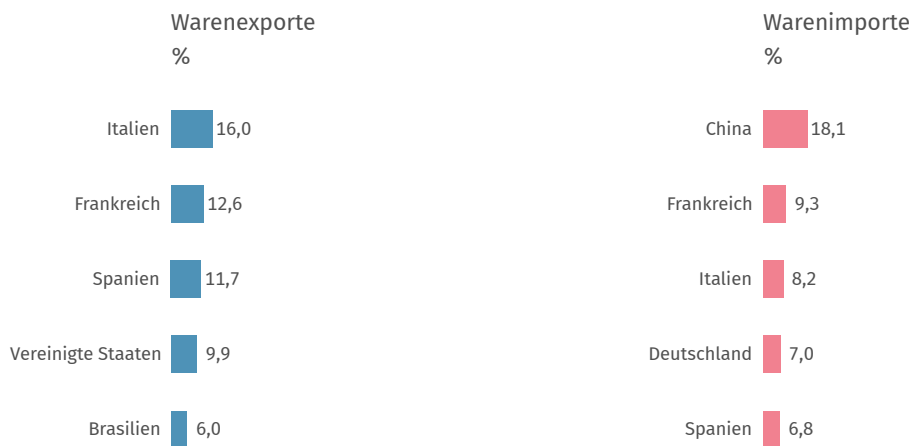 Warenexporte
%
Italien 16,0
Frankreich 12,6
Spanien 11,7
Vereinigte Staaten 9,9
Brasilien 6,0
Warenimporte
%
China 18,1
Frankreich 9,3
Italien 8,2
Deutschland 7,0
Spanien 6,8